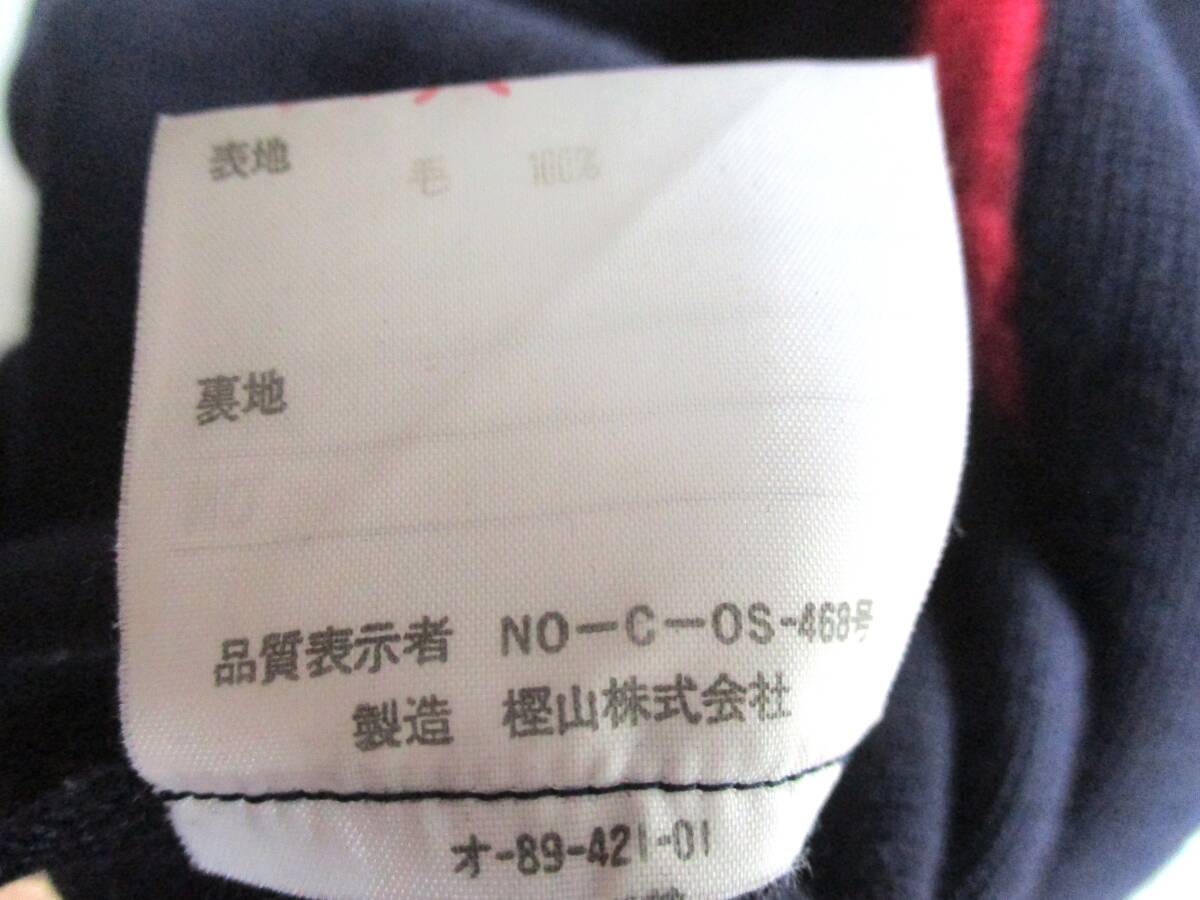 表地 毛 100%
裏地
品質表示者 NO-C-OS-468号
製造 樫山株式会社
オ-89-421-01